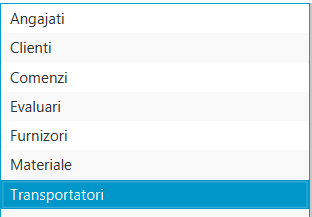 Angajati
Clienti
Comenzi
Evaluari
Furnizori
Materiale
Transportatori